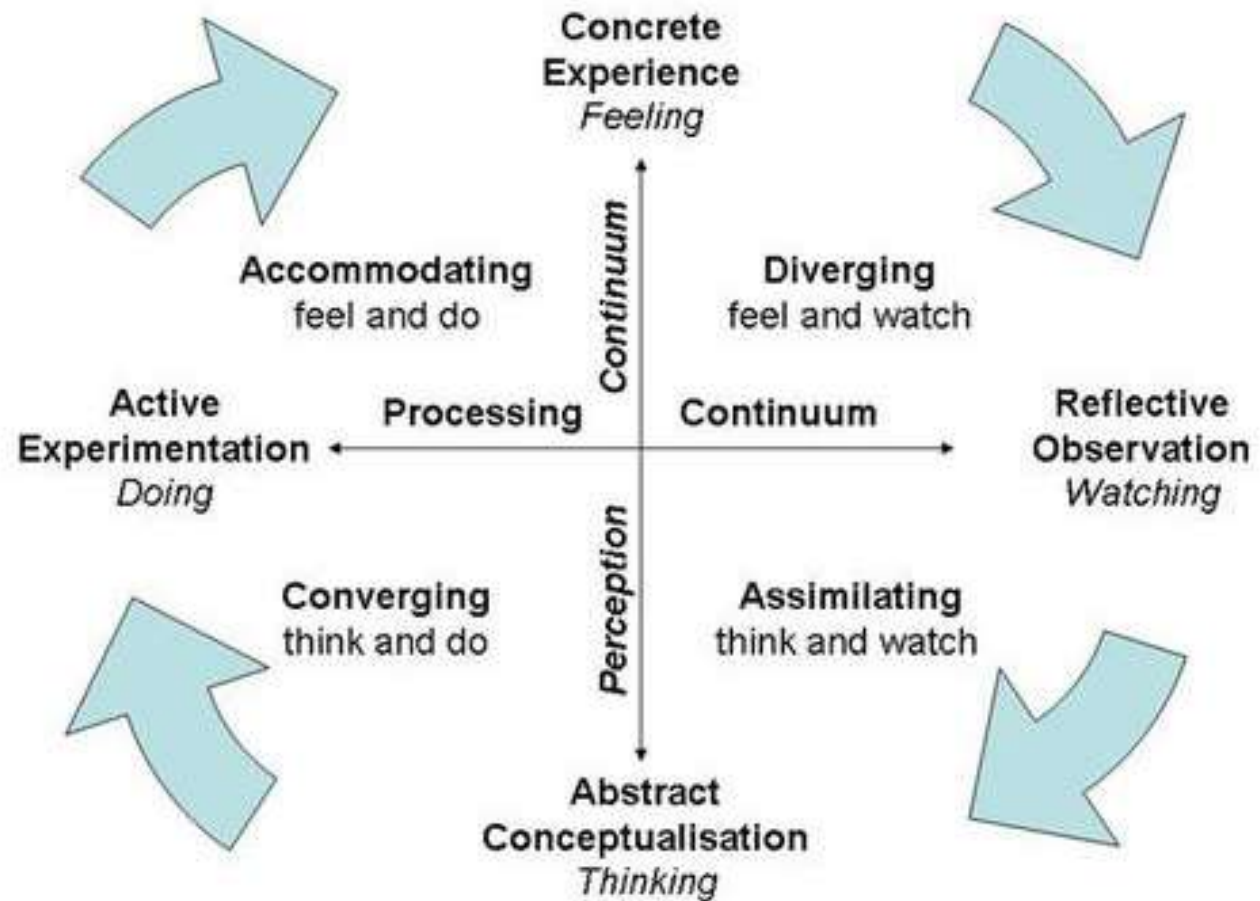 Concrete
Experience
Feeling
Accommodating
feel and do
Diverging
feel and watch
Continuum
Active
Experimentation
Doing
Processing
Continuum
Reflective
Observation
Watching
Perception
Converging
think and do
Assimilating
think and watch
Abstract
Conceptualisation
Thinking